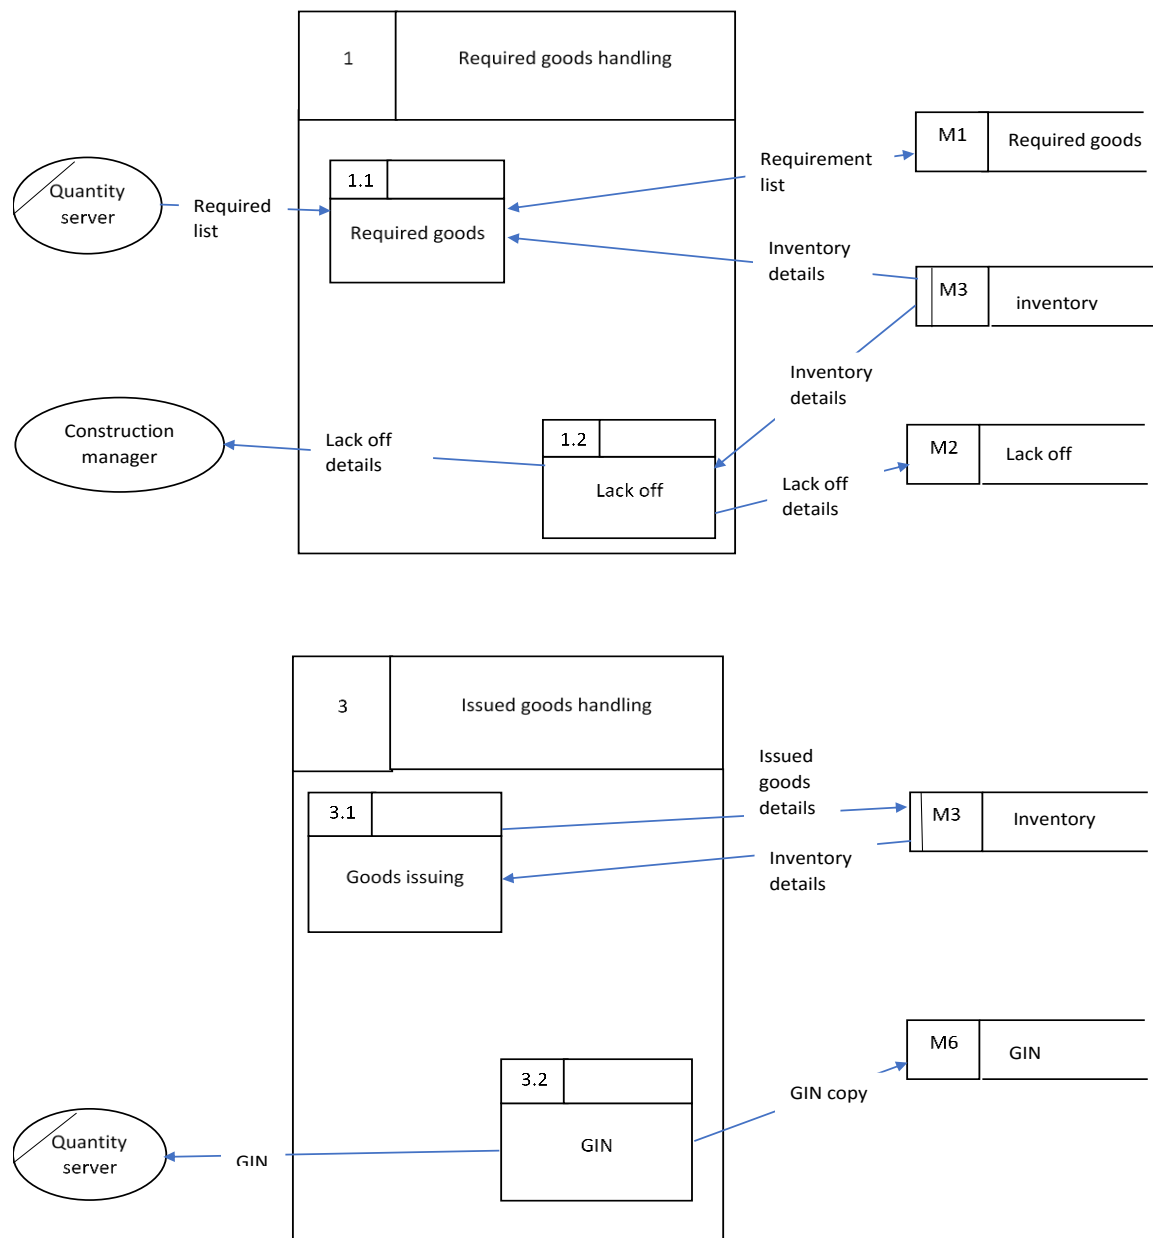 1
Required goods handling
M1
Required goods
Requirement
list
1.1
Quantity
server
Required
list
Required goods
Inventory
details
M3
inventory
Inventory
details
Construction
manager
Lack off
details
1.2
Lack off
M2
Lack off
Lack off
details
3
Issued goods handling
Issued
goods
details
3.1
M3
Inventory
Goods issuing
Inventory
details
M6
GIN
3.2
GIN copy
Quantity
server
GIN
GIN